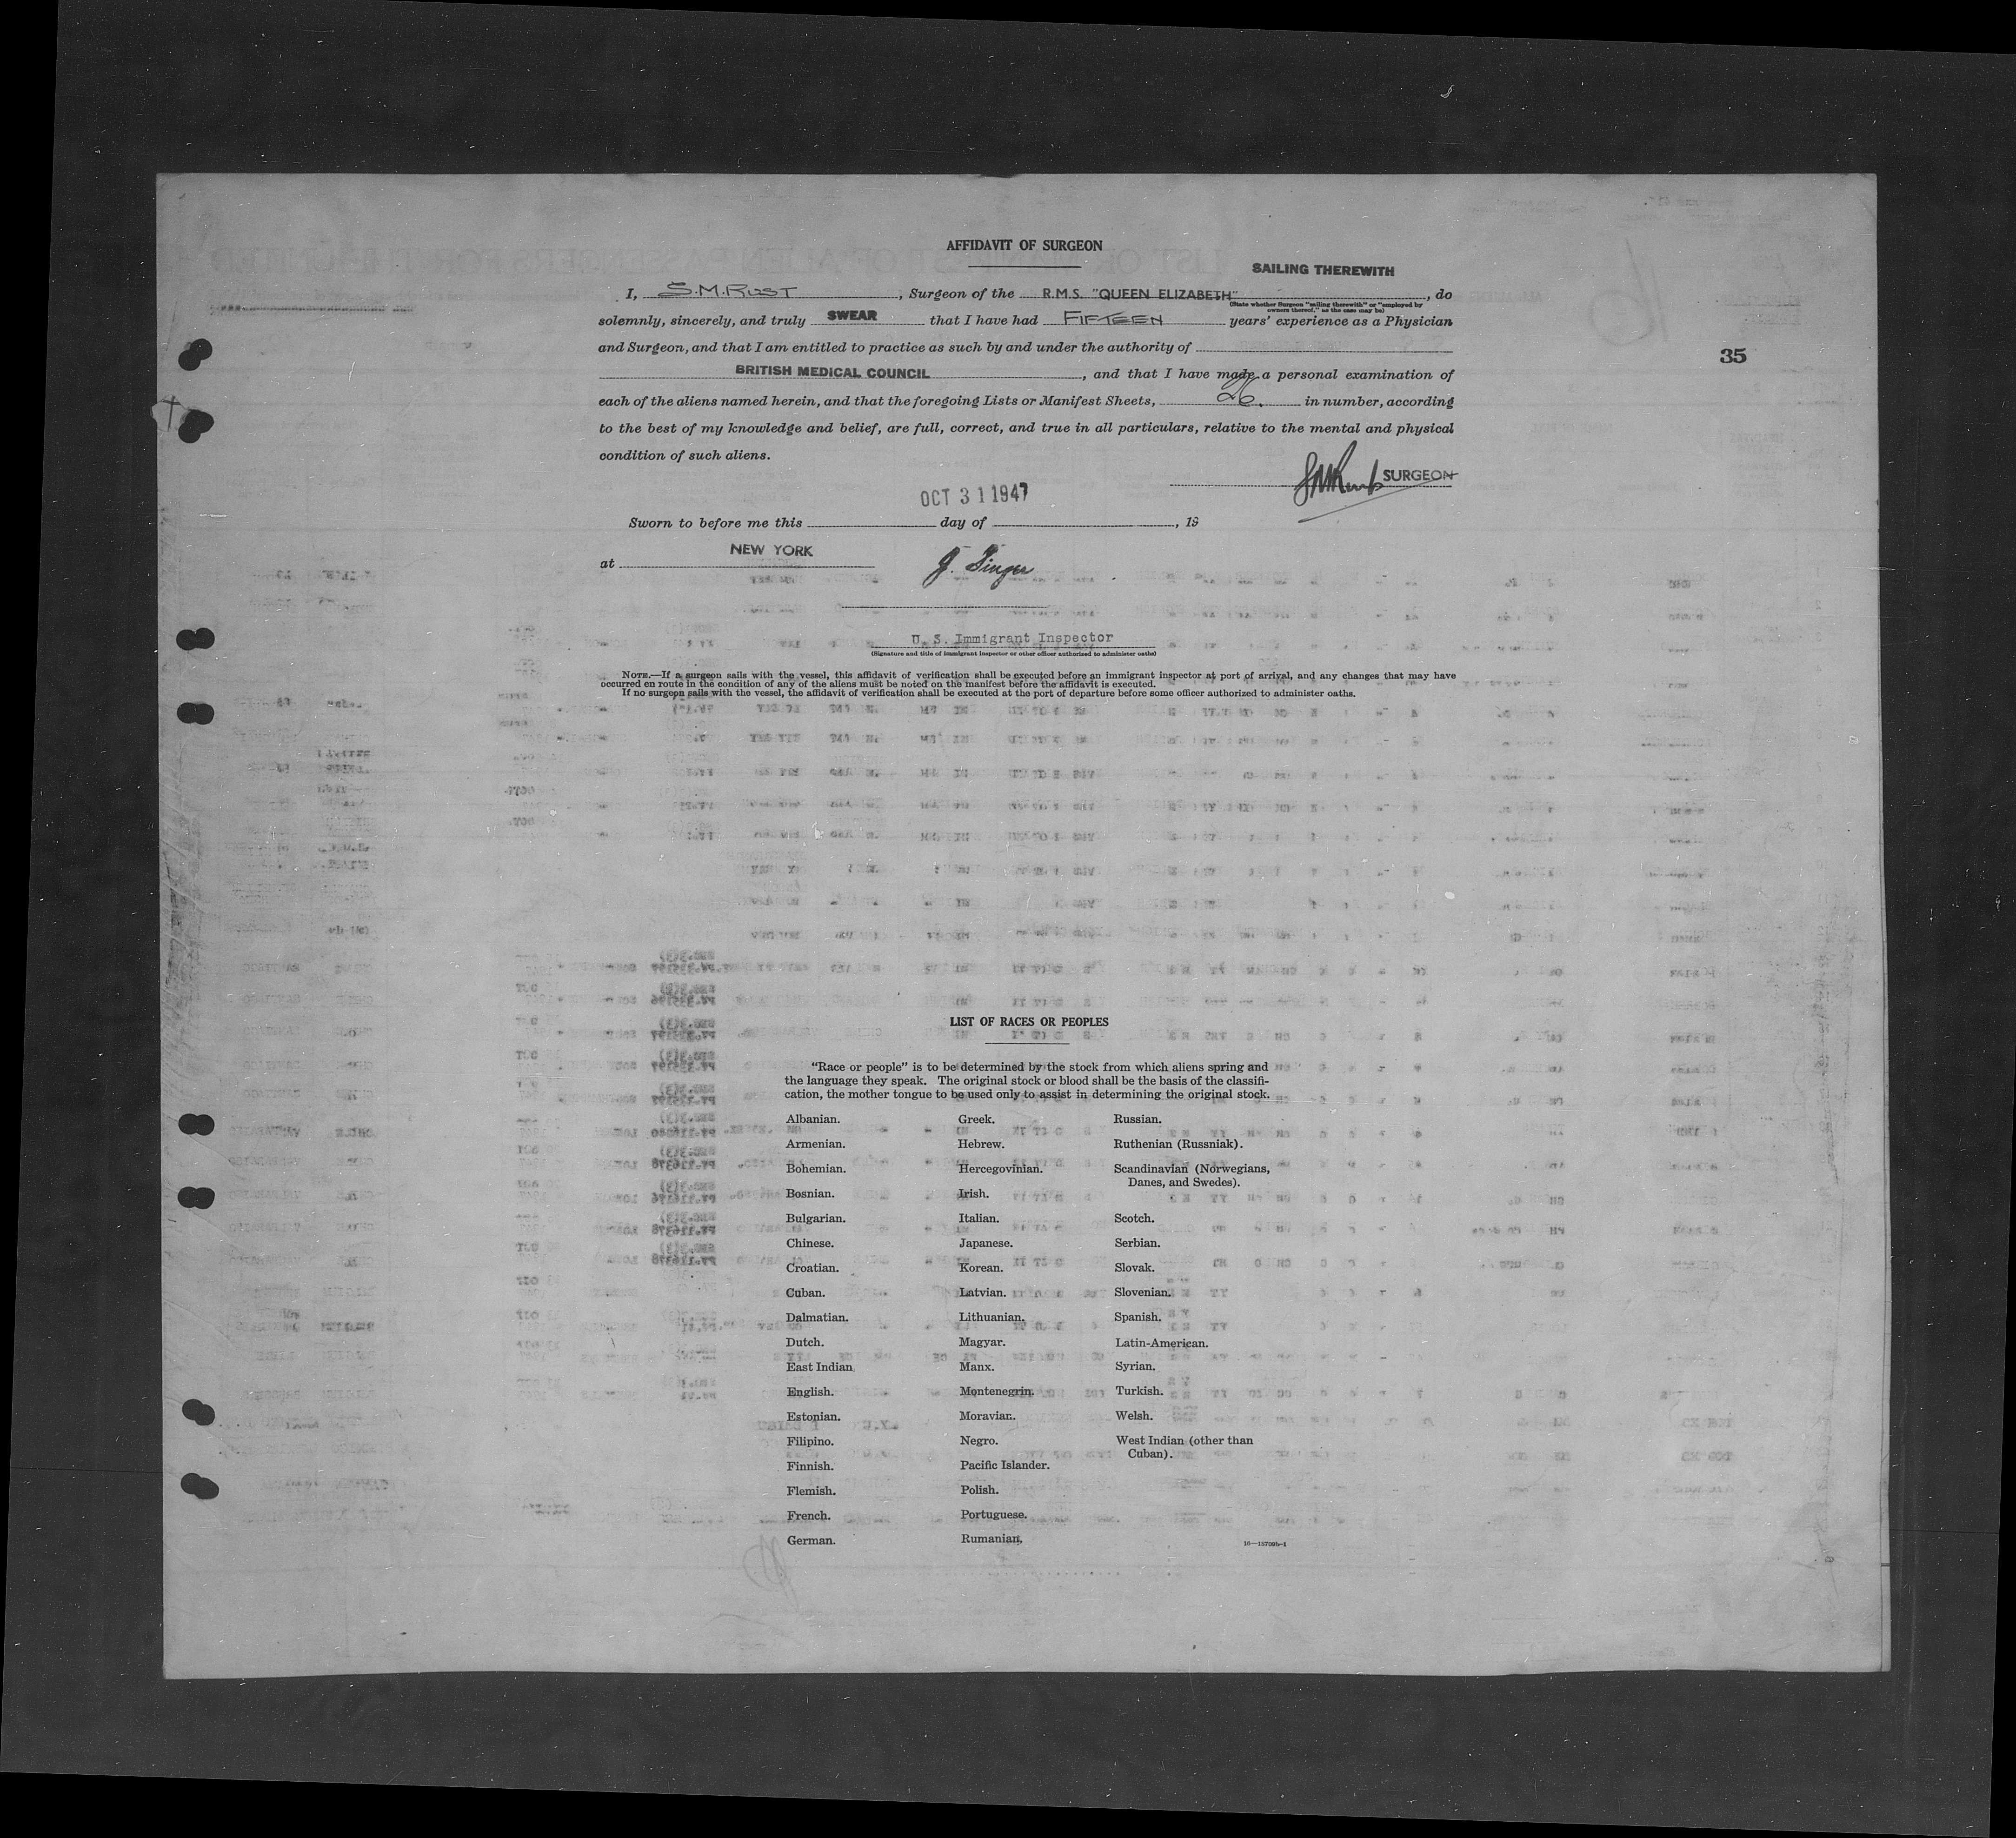 AFFIDAVIT OF SURGEON
SAILING THEREWITH
I, S.M.RUST, Surgeon of the R.M.S. "QUEEN ELIZABETH", do
(State whether Surgeon "sailing therewith" or "employed by owners thereof," as the case may be)
solemnly, sincerely, and truly SWEAR that I have had FIFTEEN years' experience as a Physician
and Surgeon, and that I am entitled to practice as such by and under the authority of
35
BRITISH MEDICAL COUNCIL, and that I have made a personal examination of
each of the aliens named herein, and that the foregoing Lists or Manifest Sheets, 26. in number, according
to the best of my knowledge and belief, are full, correct, and true in all particulars, relative to the mental and physical
condition of such aliens.
SURGEON
OCT 31 1947
Sworn to before me this day of , 19
at NEW YORK
J. Singer
U. S. Immigrant Inspector
(Signature and title of immigrant inspector or other officer authorized to administer oaths)
NOTE.—If a surgeon sails with the vessel, this affidavit of verification shall be executed before an immigrant inspector at port of arrival, and any changes that may have
occurred en route in the condition of any of the aliens must be noted on the manifest before the affidavit is executed.
If no surgeon sails with the vessel, the affidavit of verification shall be executed at the port of departure before some officer authorized to administer oaths.
LIST OF RACES OR PEOPLES
"Race or people" is to be determined by the stock from which aliens spring and
the language they speak. The original stock or blood shall be the basis of the classifi-
cation, the mother tongue to be used only to assist in determining the original stock.
Albanian.
Armenian.
Bohemian.
Bosnian.
Bulgarian.
Chinese.
Croatian.
Cuban.
Dalmatian.
Dutch.
East Indian
English.
Estonian.
Filipino.
Finnish.
Flemish.
French.
German.
Greek.
Hebrew.
Hercegovinian.
Irish.
Italian.
Japanese.
Korean.
Latvian.
Lithuanian.
Magyar.
Manx.
Montenegrin.
Moravian.
Negro.
Pacific Islander.
Polish.
Portuguese.
Rumanian.
Russian.
Ruthenian (Russniak).
Scandinavian (Norwegians,
Danes, and Swedes).
Scotch.
Serbian.
Slovak.
Slovenian.
Spanish.
Latin-American.
Syrian.
Turkish.
Welsh.
West Indian (other than
Cuban).